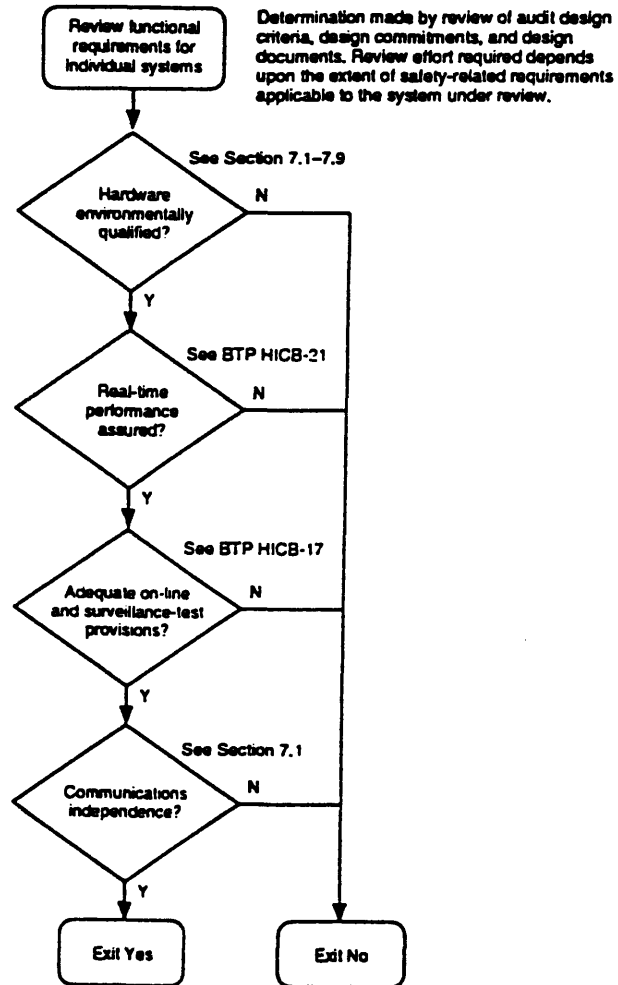 Review functional
requirements for
individual systems
Determination made by review of audit design
criteria, design commitments, and design
documents. Review effort required depends
upon the extent of safety-related requirements
applicable to the system under review.
See Section 7.1–7.9
Hardware
environmentally
qualified?
N
Y
See BTP HICB-21
Real-time
performance
assured?
N
Y
See BTP HICB-17
Adequate on-line
and surveillance-test
provisions?
N
Y
See Section 7.1
Communications
independence?
N
Y
Exit Yes
Exit No